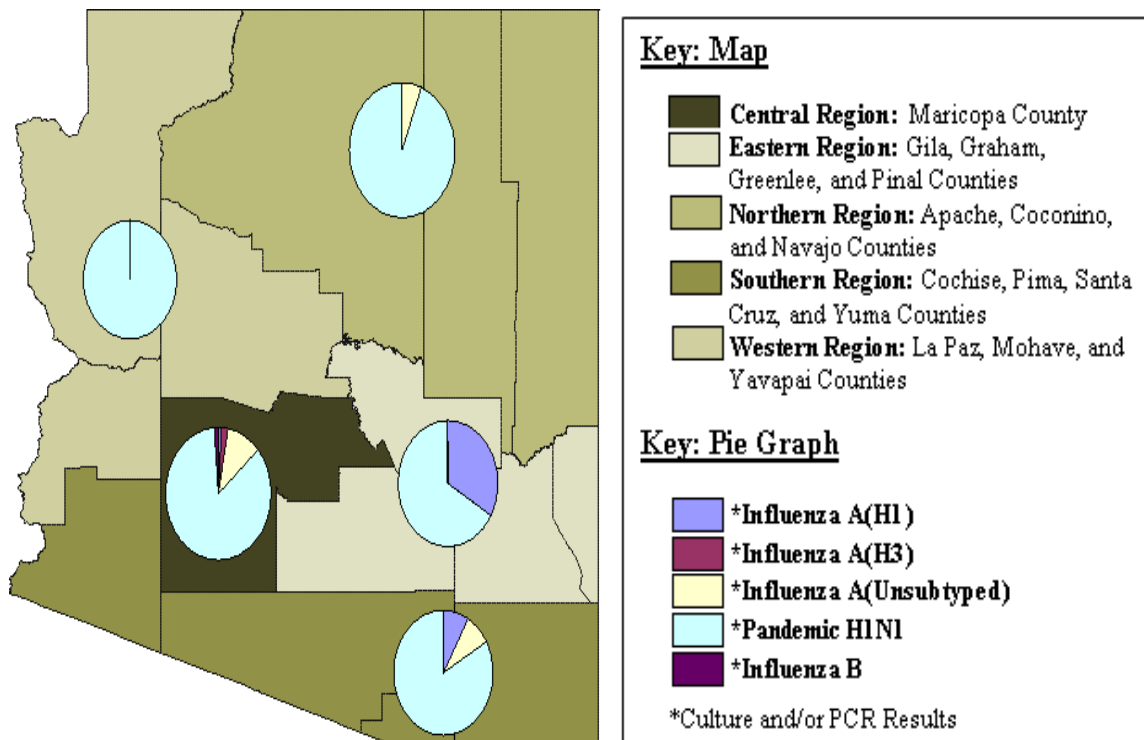 Key: Map
Central Region: Maricopa County
Eastern Region: Gila, Graham,
Greenlee, and Pinal Counties
Northern Region: Apache, Coconino,
and Navajo Counties
Southern Region: Cochise, Pima, Santa
Cruz, and Yuma Counties
Western Region: La Paz, Mohave, and
Yavapai Counties
Key: Pie Graph
*Influenza A(H1)
*Influenza A(H3)
*Influenza A(Unsubtyped)
*Pandemic H1N1
*Influenza B
*Culture and/or PCR Results